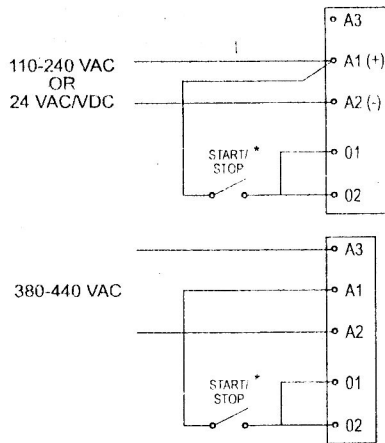 A3
110-240 VAC
OR
24 VAC/VDC
A1 (+)
A2 (-)
START/ *
STOP
01
02
380-440 VAC
A3
A1
A2
START/ *
STOP
01
02